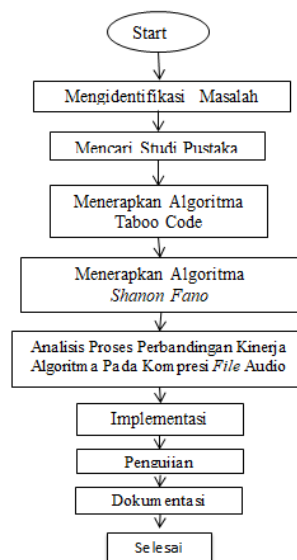 Start
Mengidentifikasi Masalah
Mencari Studi Pustaka
Menerapkan Algoritma
Taboo Code
Menerapkan Algoritma
Shanon Fano
Analisis Proses Perbandingan Kinerja
Algoritma Pada Kompresi File Audio
Implementasi
Pengujian
Dokumentasi
Selesai